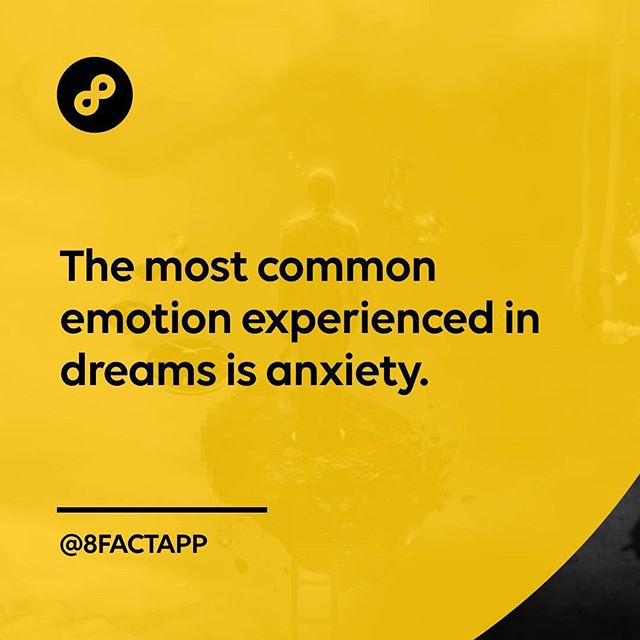 The most common
emotion experienced in
dreams is anxiety.
@8FACTAPP